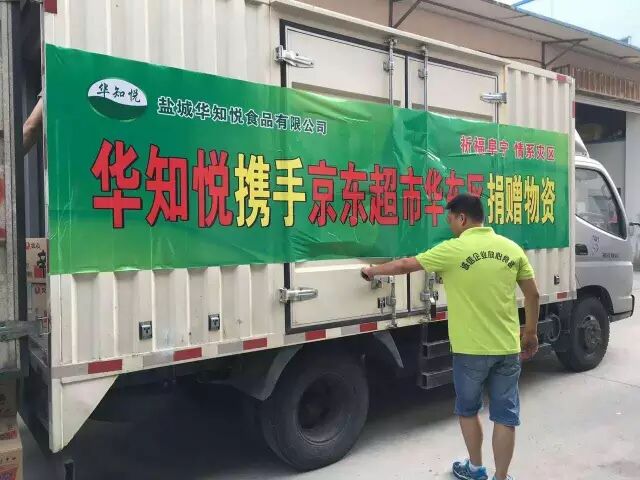 华知悦
盐城华知悦食品有限公司
祈福阜宁 情系灾区
华知悦携手京东超市华东区捐赠物资